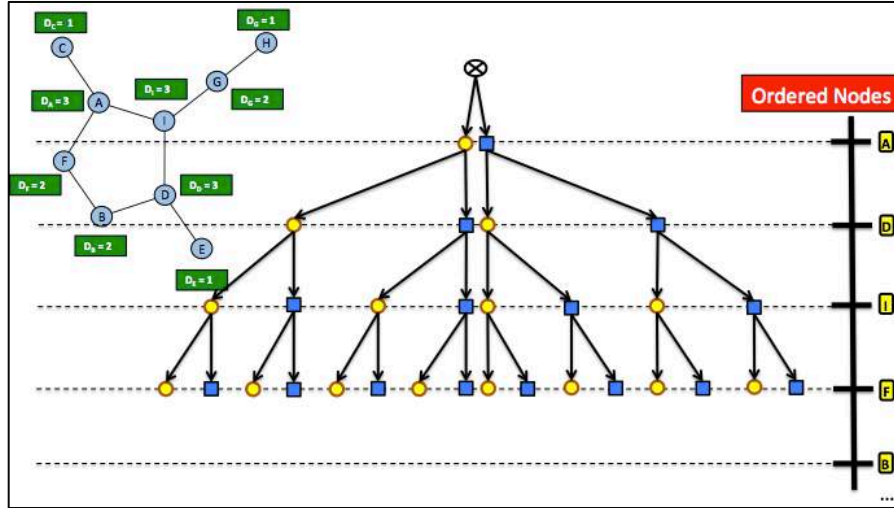 D_C = 1
D_G = 1
C
H
G
D_A = 3
D_I = 3
A
D_G = 2
I
Ordered Nodes
A
F
D_F = 2
D_D = 3
D
B
D
D_B = 2
E
D_E = 1
I
F
B
...